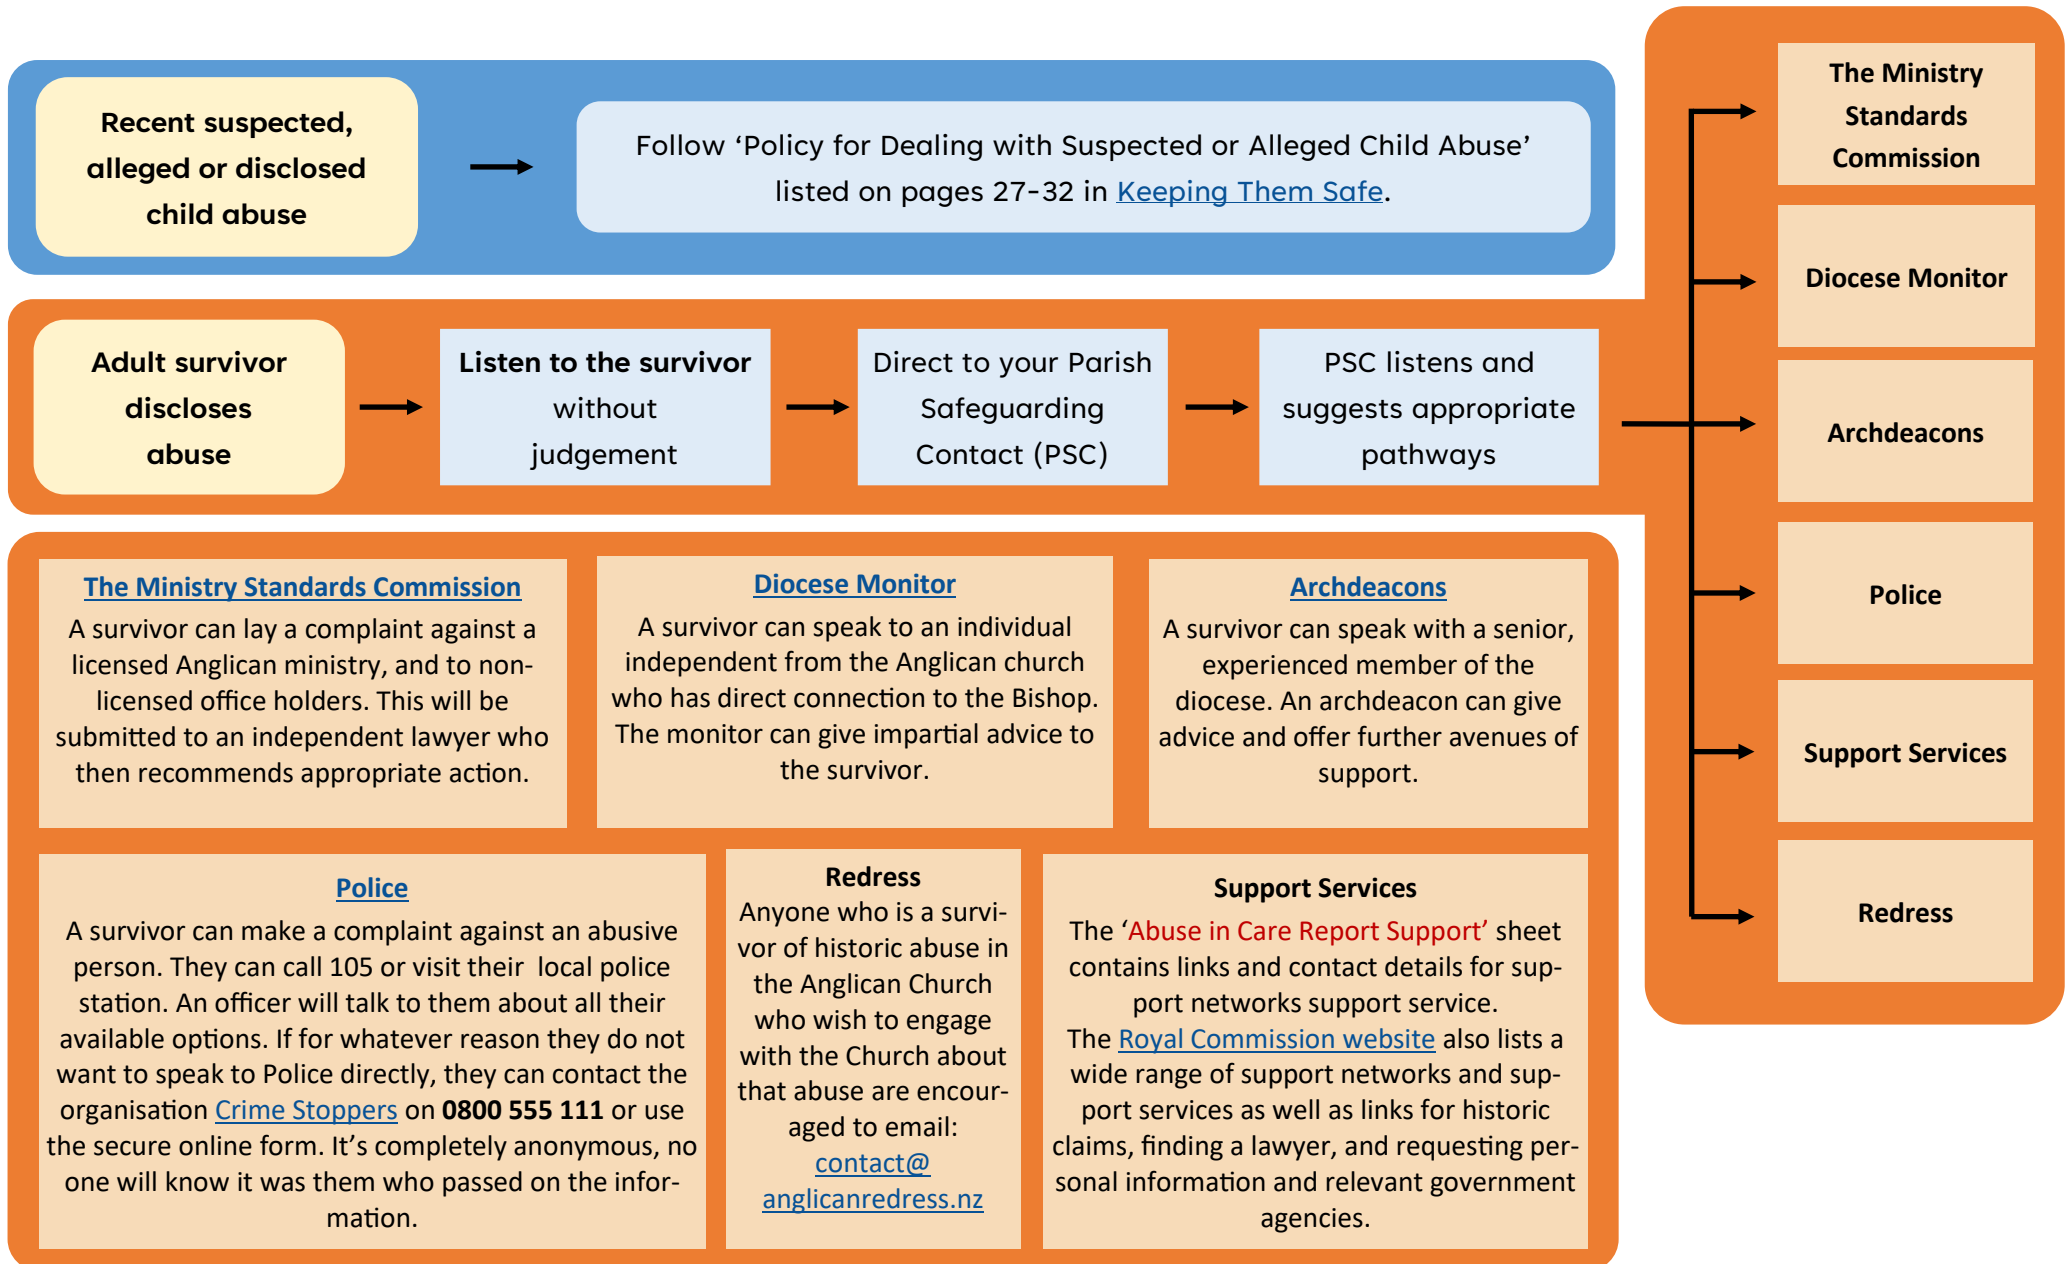 Recent suspected,
alleged or disclosed
child abuse
Follow ‘Policy for Dealing with Suspected or Alleged Child Abuse’
listed on pages 27-32 in Keeping Them Safe.
Adult survivor
discloses
abuse
Listen to the survivor
without
judgement
Direct to your Parish
Safeguarding
Contact (PSC)
PSC listens and
suggests appropriate
pathways
The Ministry
Standards
Commission
Diocese Monitor
Archdeacons
Police
Support Services
Redress
The Ministry Standards Commission
A survivor can lay a complaint against a
licensed Anglican ministry, and to non-
licensed office holders. This will be
submitted to an independent lawyer who
then recommends appropriate action.
Diocese Monitor
A survivor can speak to an individual
independent from the Anglican church
who has direct connection to the Bishop.
The monitor can give impartial advice to
the survivor.
Archdeacons
A survivor can speak with a senior,
experienced member of the
diocese. An archdeacon can give
advice and offer further avenues of
support.
Police
A survivor can make a complaint against an abusive
person. They can call 105 or visit their local police
station. An officer will talk to them about all their
available options. If for whatever reason they do not
want to speak to Police directly, they can contact the
organisation Crime Stoppers on 0800 555 111 or use
the secure online form. It’s completely anonymous, no
one will know it was them who passed on the infor-
mation.
Redress
Anyone who is a survi-
vor of historic abuse in
the Anglican Church
who wish to engage
with the Church about
that abuse are encour-
aged to email:
contact@
anglicanredress.nz
Support Services
The ‘Abuse in Care Report Support’ sheet
contains links and contact details for sup-
port networks support service.
The Royal Commission website also lists a
wide range of support networks and sup-
port services as well as links for historic
claims, finding a lawyer, and requesting per-
sonal information and relevant government
agencies.